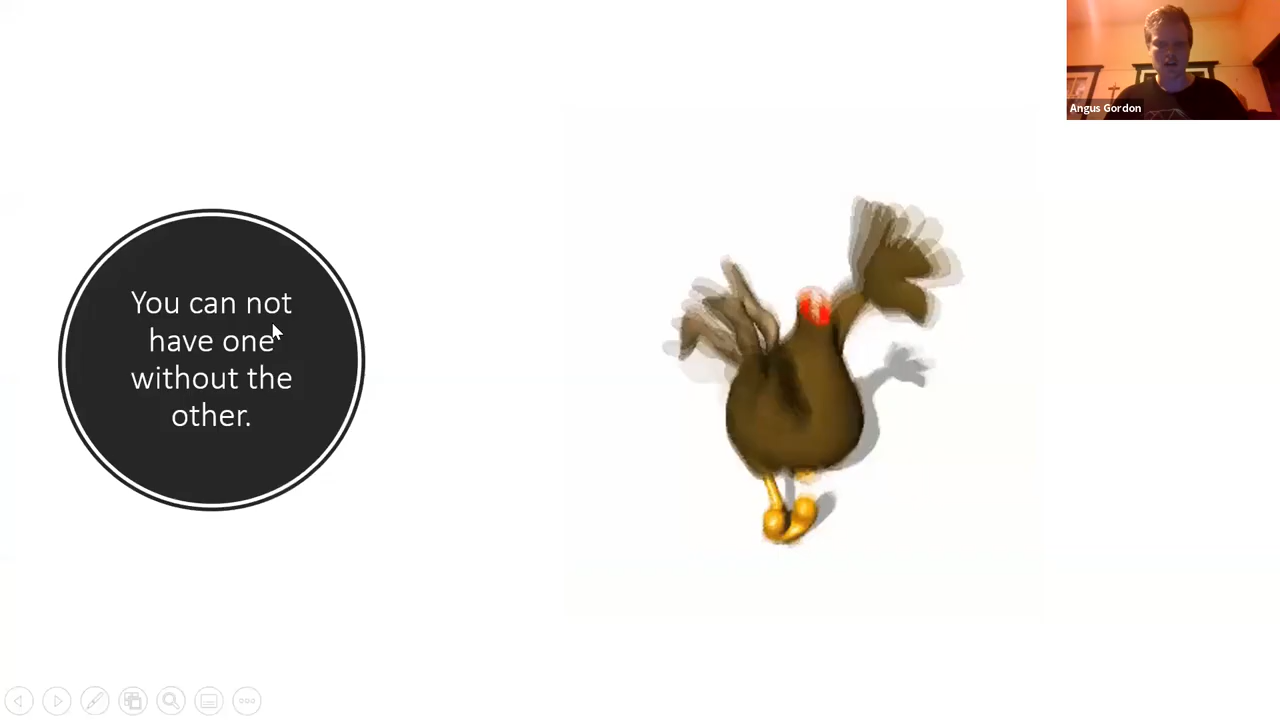 You can not
have one
without the
other.
Angus Gordon